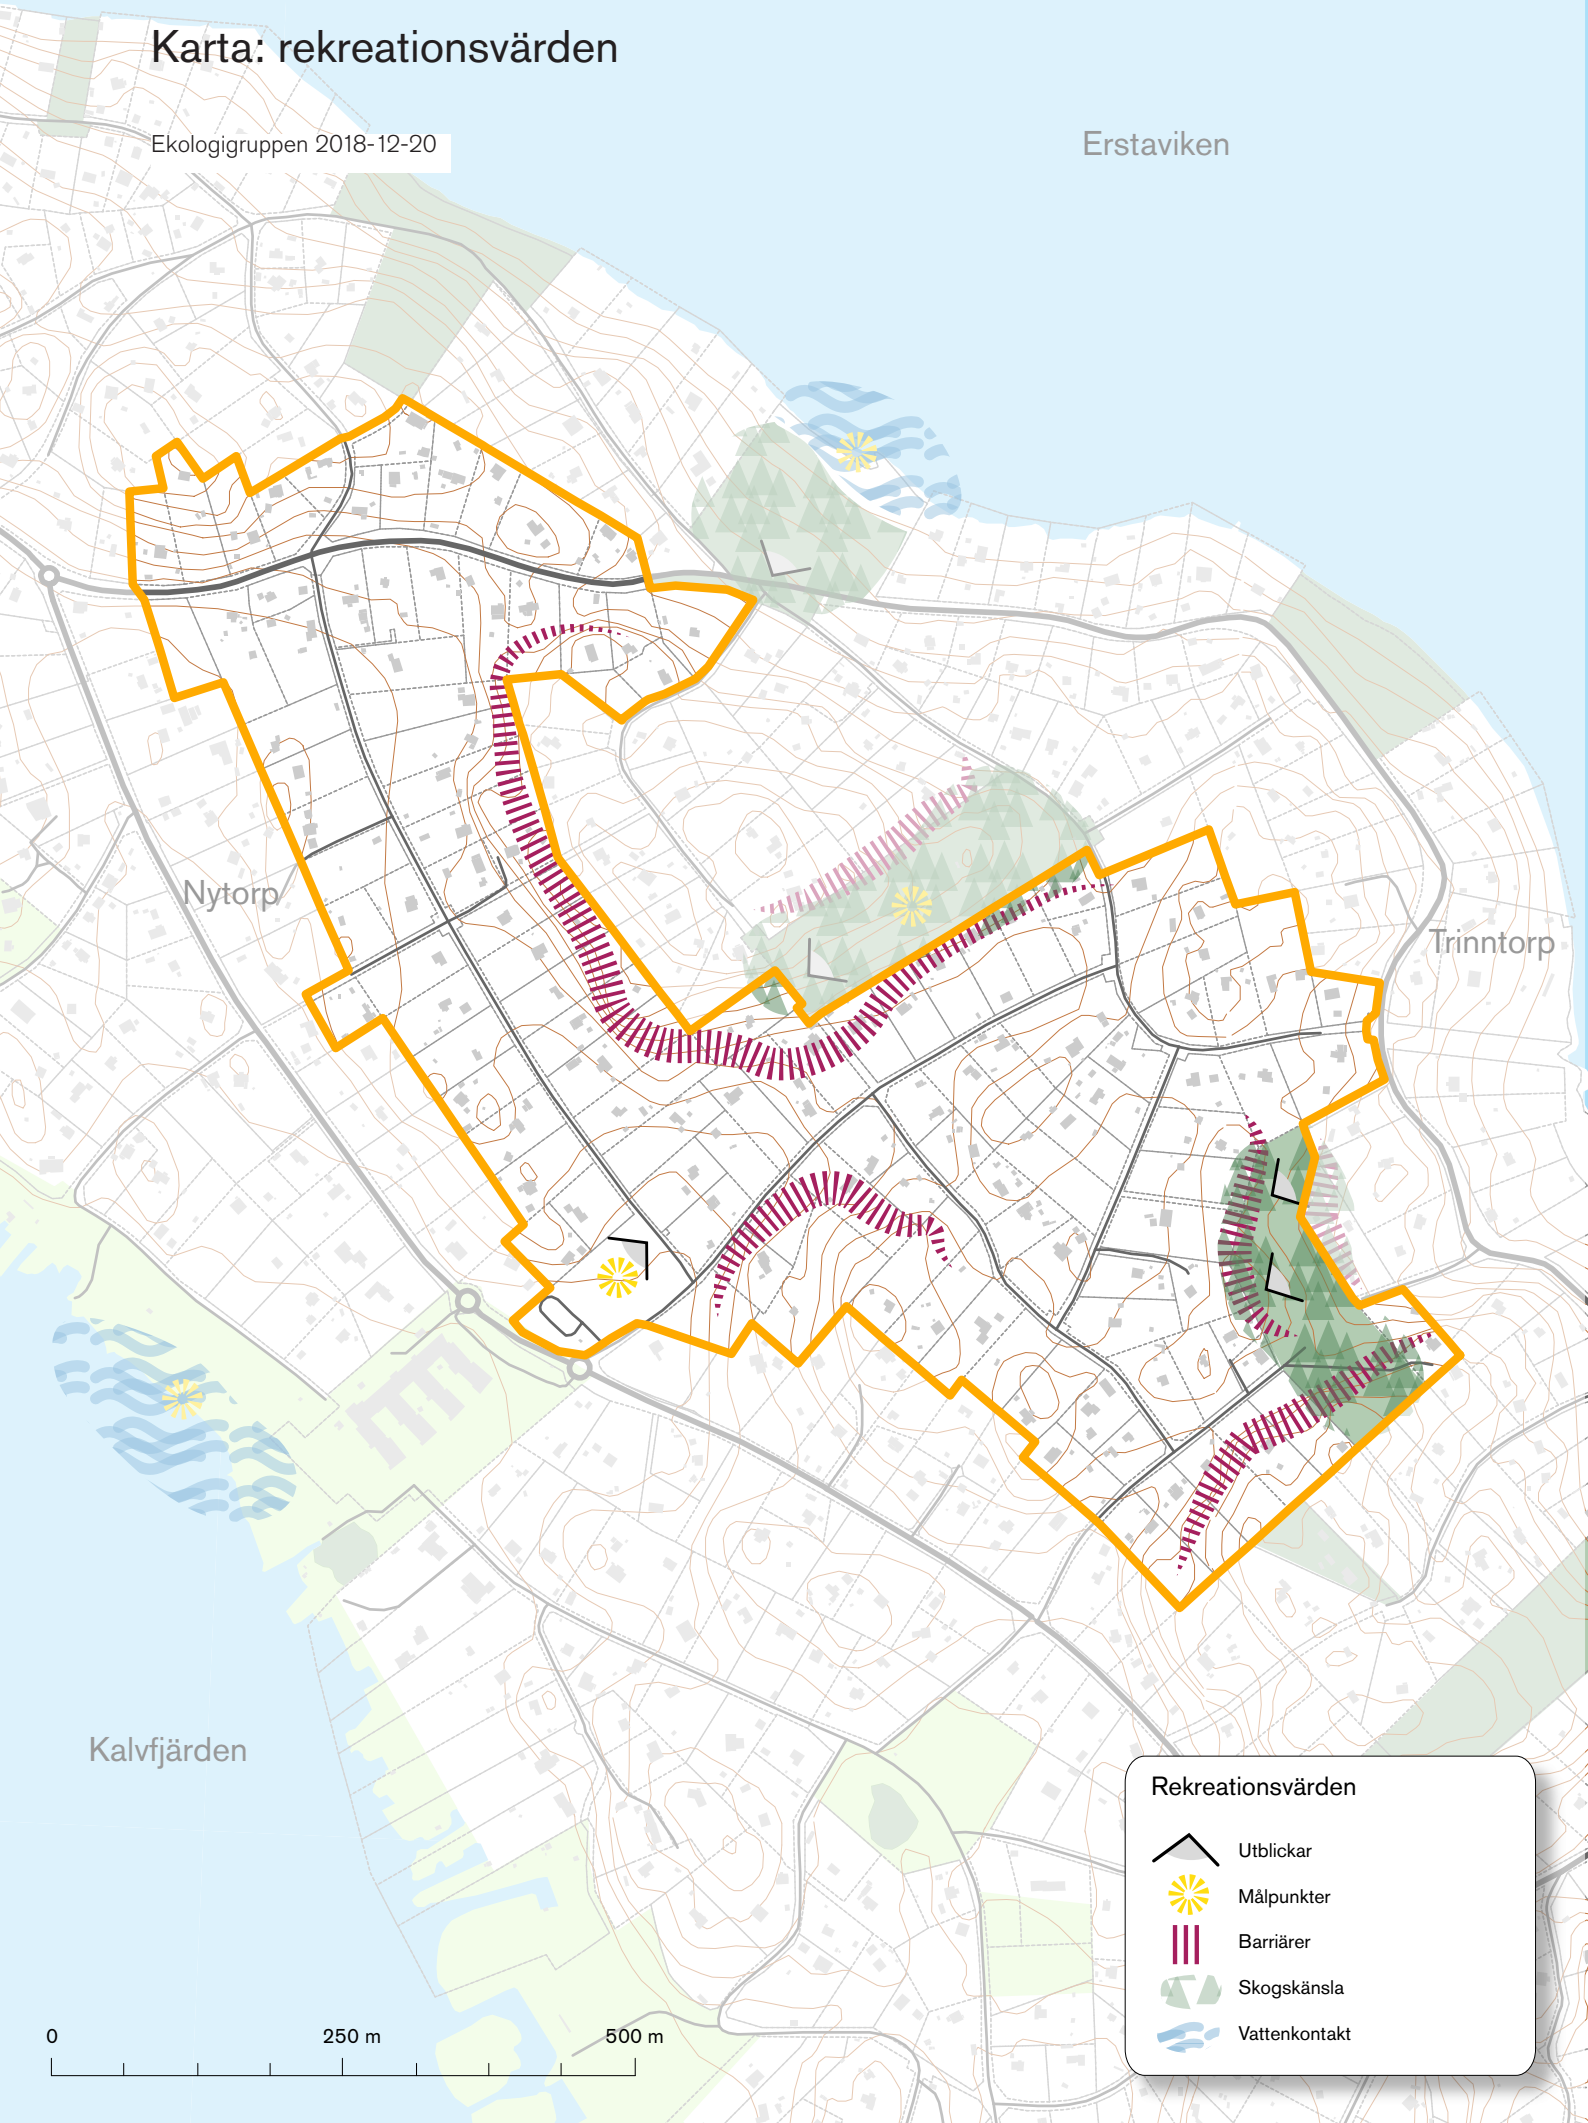 Karta: rekreationsvärden
Ekologigruppen 2018-12-20
Erstaviken
Nytorp
Trinntorp
Kalvfjärden
Rekreationsvärden
Utblickar
Målpunkter
Barriärer
Skogskänsla
Vattenkontakt
0 250 m 500 m